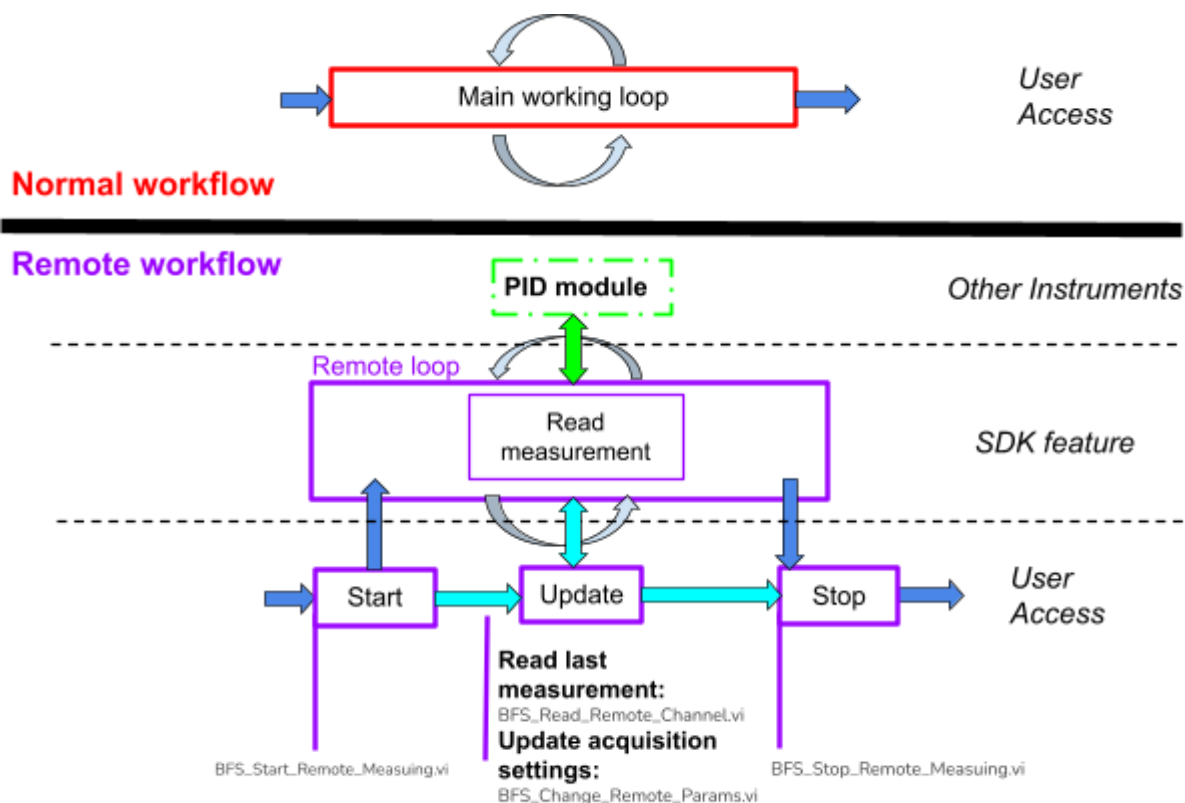 Main working loop
User
Access
Normal workflow
Remote workflow
PID module
Other Instruments
Remote loop
Read
measurement
SDK feature
Start
Update
Stop
User
Access
Read last
measurement:
BFS_Read_Remote_Channel.vi
Update acquisition
settings:
BFS_Change_Remote_Params.vi
BFS_Start_Remote_Measuing.vi
BFS_Stop_Remote_Measuing.vi